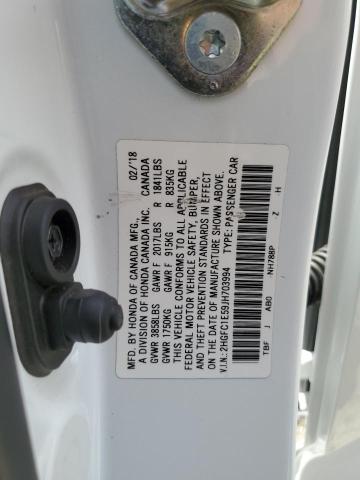 MFD. BY HONDA OF CANADA MFG., 02/'18
A DIVISION OF HONDA CANADA INC. CANADA
GVWR 3858LBS GAWR F 2017LBS R 1841LBS
GVWR 1750KG GAWR F 915KG R 835KG
THIS VEHICLE CONFORMS TO ALL APPLICABLE
FEDERAL MOTOR VEHICLE SAFETY, BUMPER,
AND THEFT PREVENTION STANDARDS IN EFFECT
ON THE DATE OF MANUFACTURE SHOWN ABOVE.
V.I.N.: 2HGFC1E59JH703994 TYPE: PASSENGER CAR
TBF J AB0 NH788P -Z H